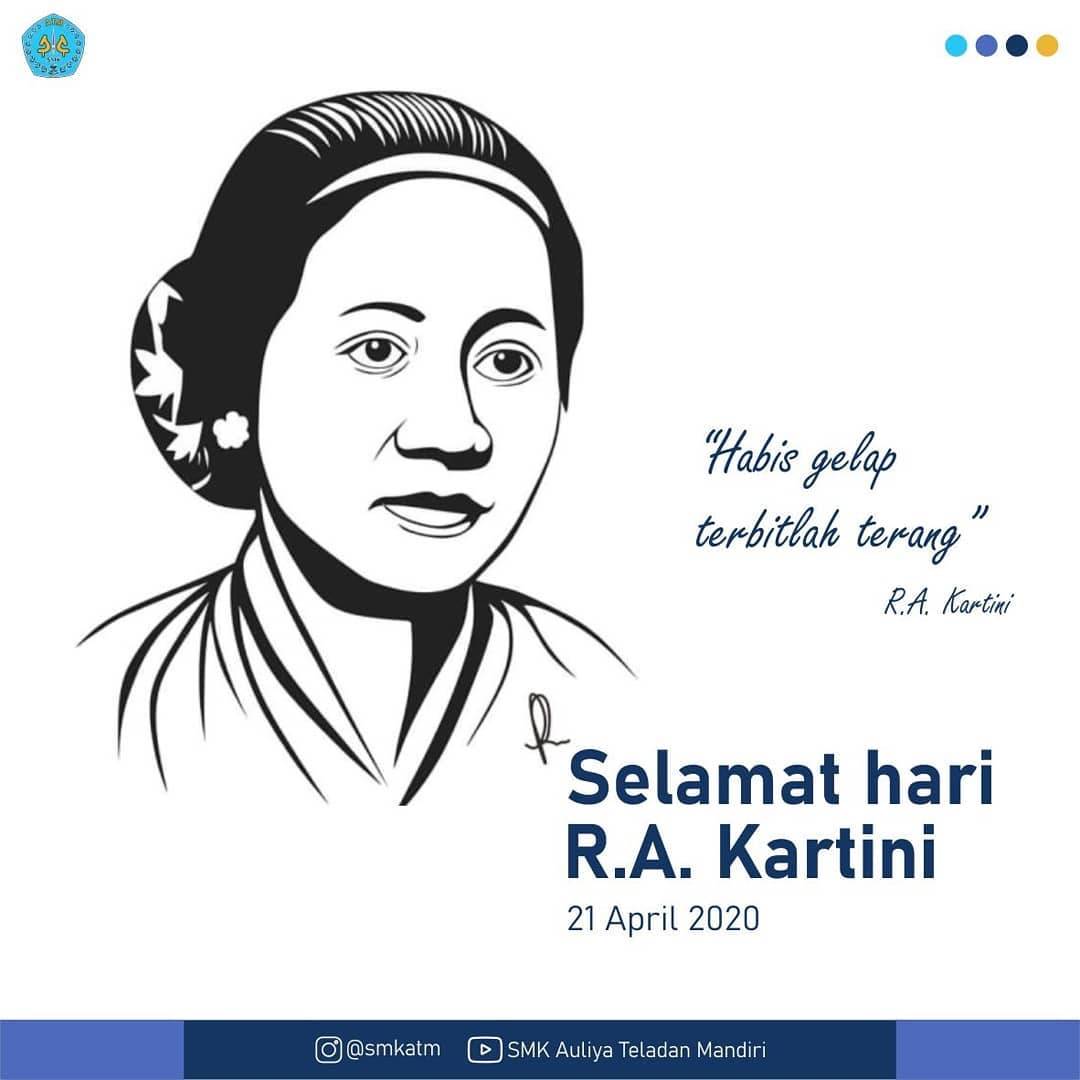 “Habis gelap
terbitlah terang”
R.A. Kartini
Selamat hari
R.A. Kartini
21 April 2020
@smkatm SMK Auliya Teladan Mandiri